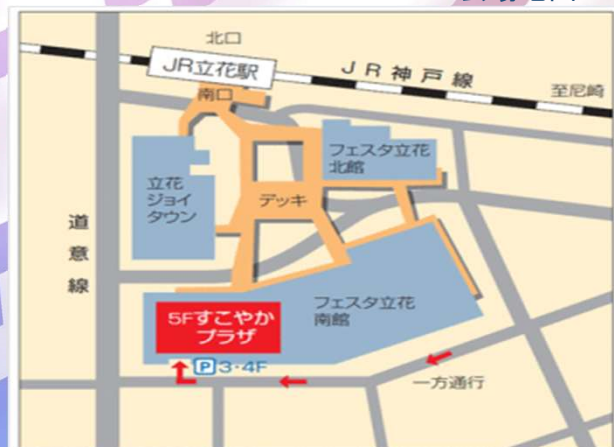 北口
JR立花駅
JR神戸線
至尼崎
南口
フェスタ立花
北館
立花
ジョイ
タウン
デッキ
道意線
フェスタ立花
南館
5Fすこやか
プラザ
P3・4F
一方通行